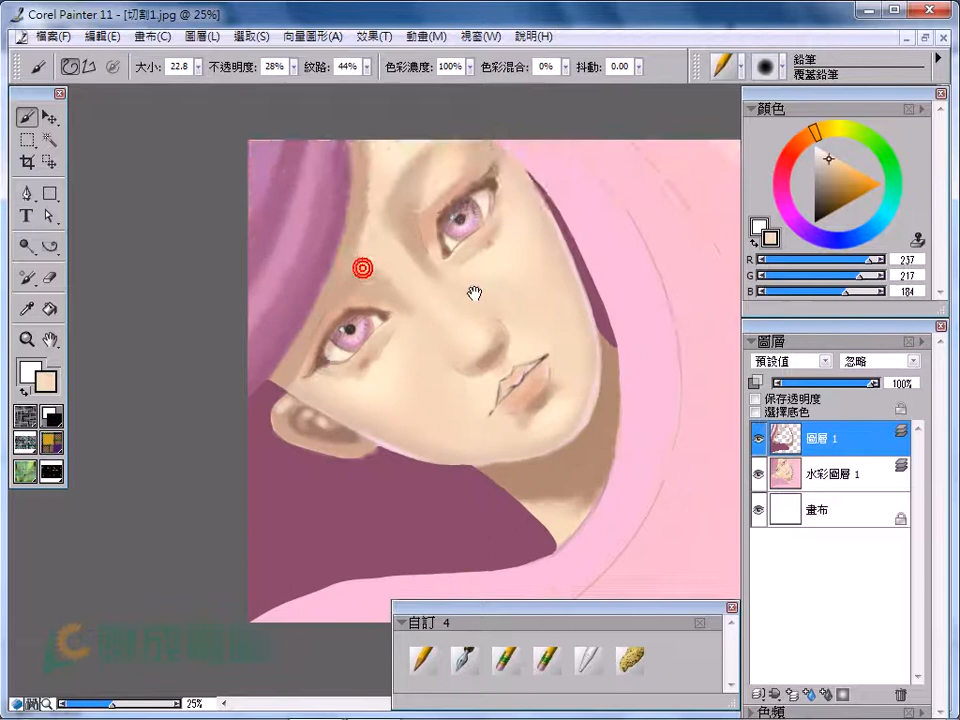 Corel Painter 11 - [切割1.jpg @ 25%]
檔案(F) 編輯(E) 畫布(C) 圖層(L) 選取(S) 向量圖形(A) 效果(T) 動畫(M) 視窗(W) 說明(H)
大小: 22.8 不透明度: 28% 紋路: 44% 色彩濃度: 100% 色彩混合: 0% 抖動: 0.00
鉛筆
覆蓋鉛筆
顏色
R 237
G 217
B 184
圖層
預設值 忽略
100%
保存透明度
選擇底色
圖層 1
水彩圖層 1
畫布
自訂 4
25%
色頻